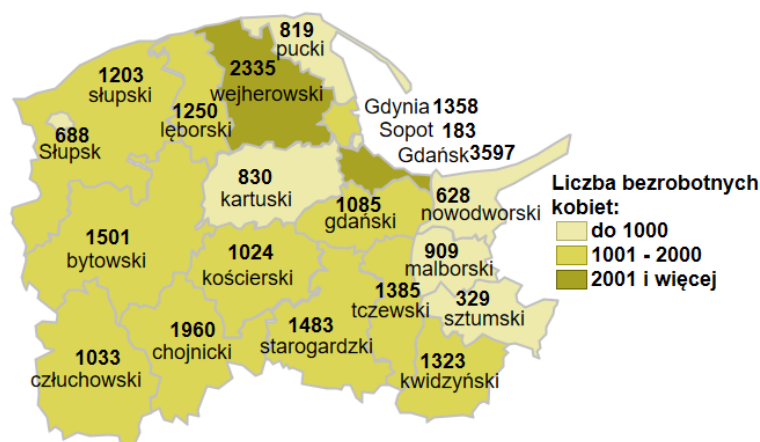 819
pucki
2335
wejherowski
1203
słupski
1250
lęborski
688
Słupsk
Gdynia 1358
Sopot 183
Gdańsk 3597
830
kartuski
1085
gdański
628
nowodworski
1501
bytowski
1024
kościerski
909
malborski
1385
tczewski
329
sztumski
1033
człuchowski
1960
chojnicki
1483
starogardzki
1323
kwidzyński
Liczba bezrobotnych
kobiet:
do 1000
1001 - 2000
2001 i więcej